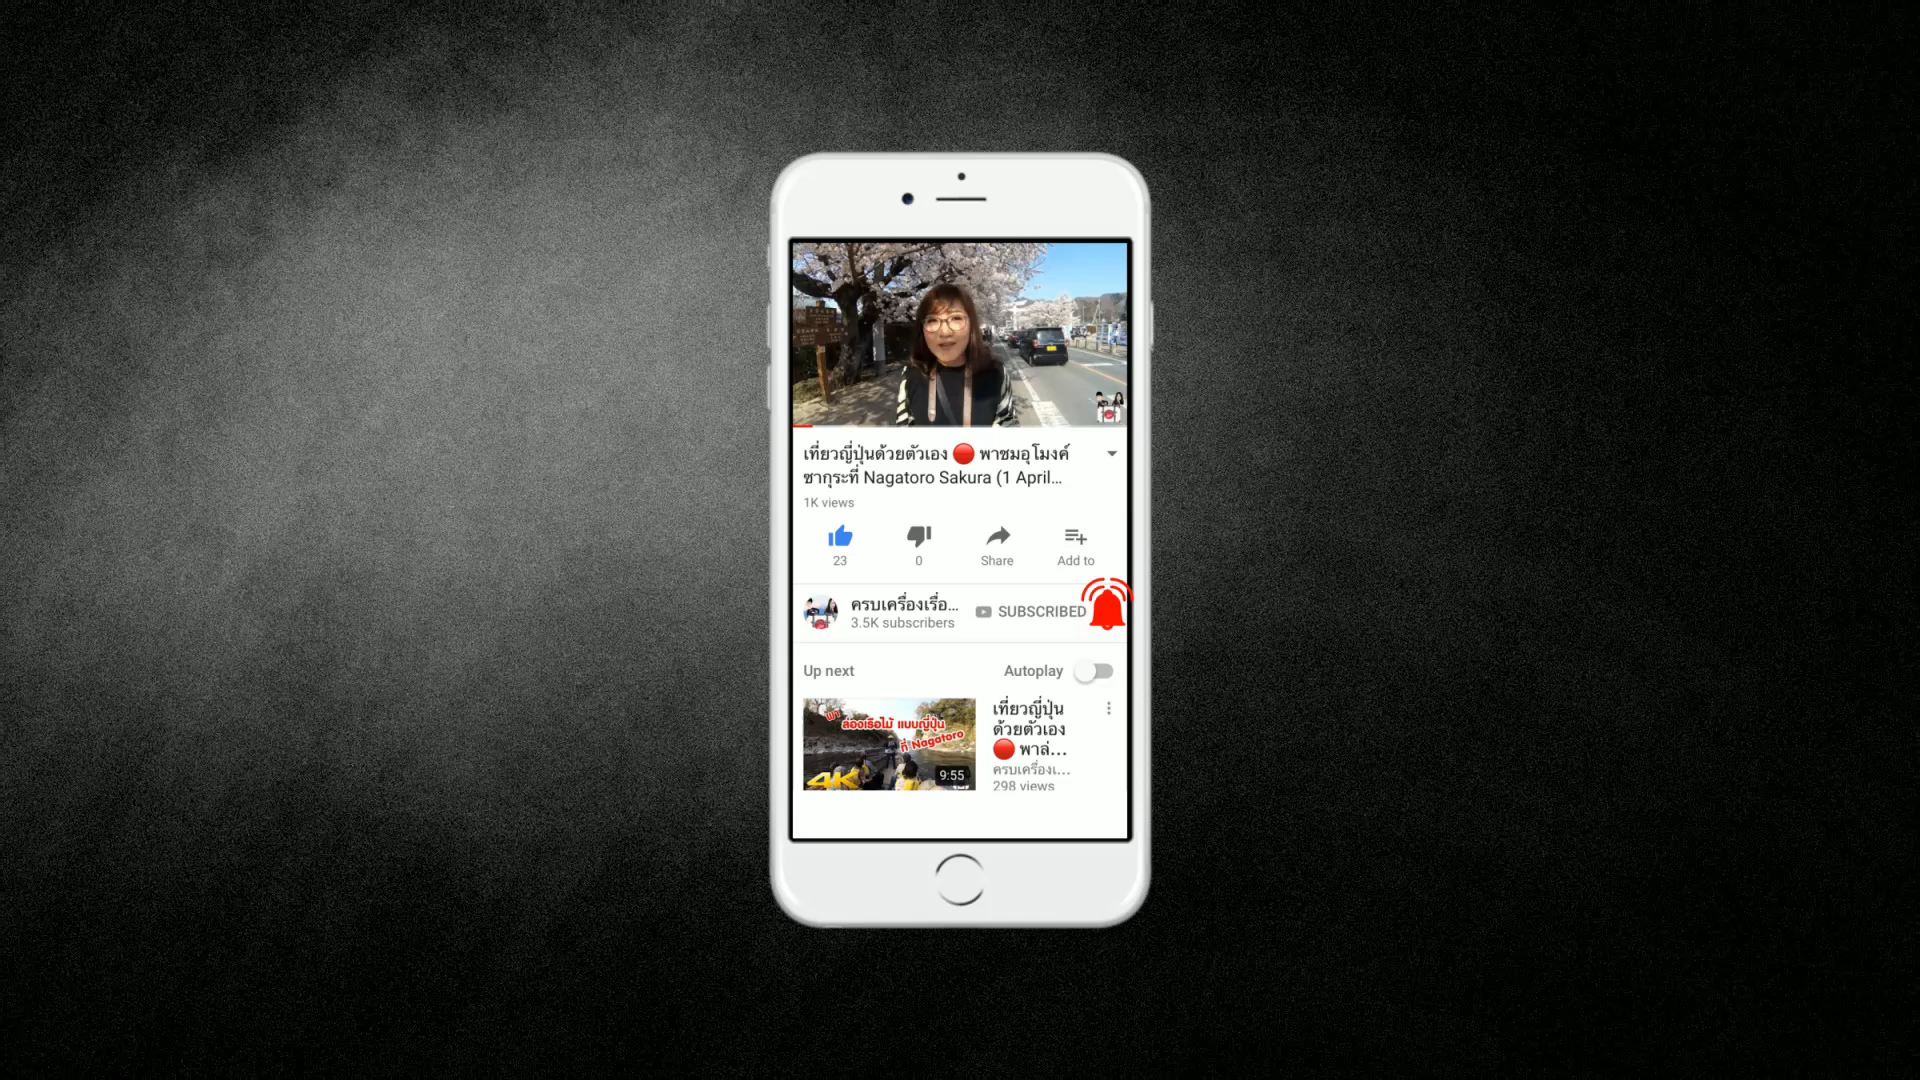 เที่ยวญี่ปุ่นด้วยตัวเอง 🔴 พาชมอุโมงค์
ซากุระที่ Nagatoro Sakura (1 April...
1K views
23
0
Share
Add to
ครบเครื่องเรื่อ...
SUBSCRIBED
3.5K subscribers
Up next
Autoplay
พา
ล่องเรือไม้ แบบญี่ปุ่น
ที่ Nagatoro
4K
9:55
เที่ยวญี่ปุ่น
ด้วยตัวเอง
🔴 พาล่...
ครบเครื่องเ...
298 views